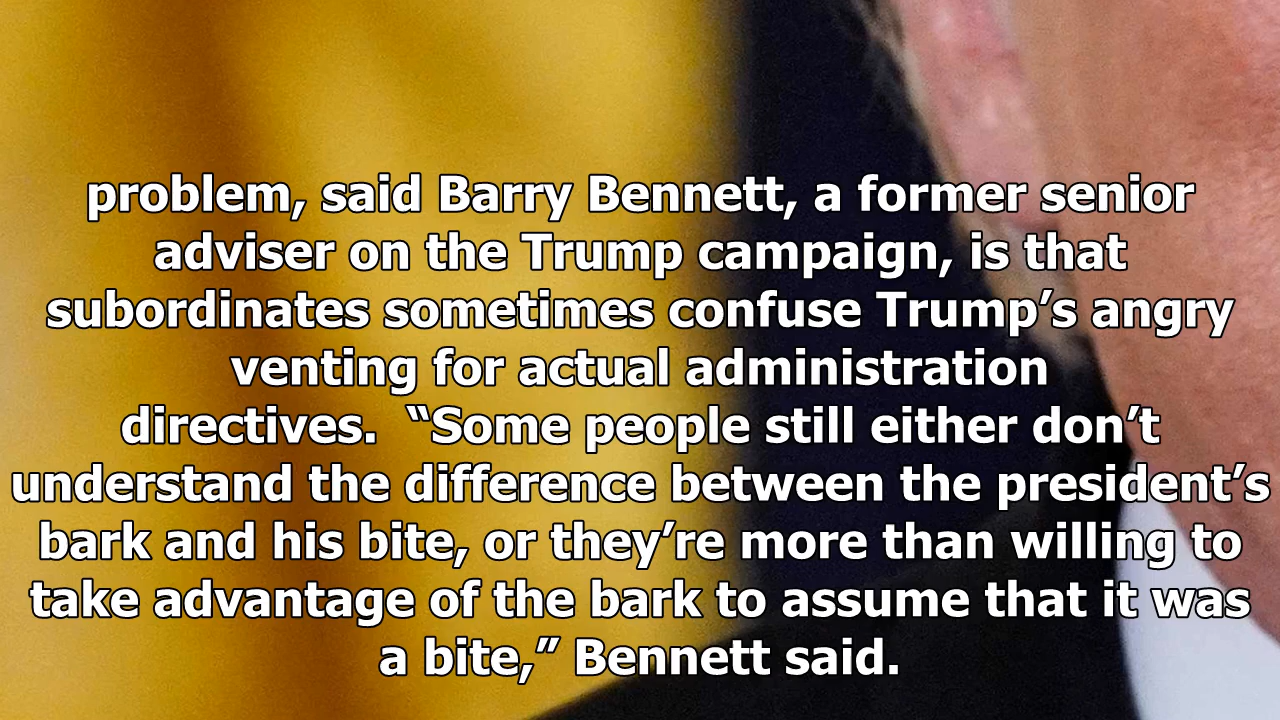 problem, said Barry Bennett, a former senior
adviser on the Trump campaign, is that
subordinates sometimes confuse Trump’s angry
venting for actual administration
directives.  “Some people still either don’t
understand the difference between the president’s
bark and his bite, or they’re more than willing to
take advantage of the bark to assume that it was
a bite,” Bennett said.